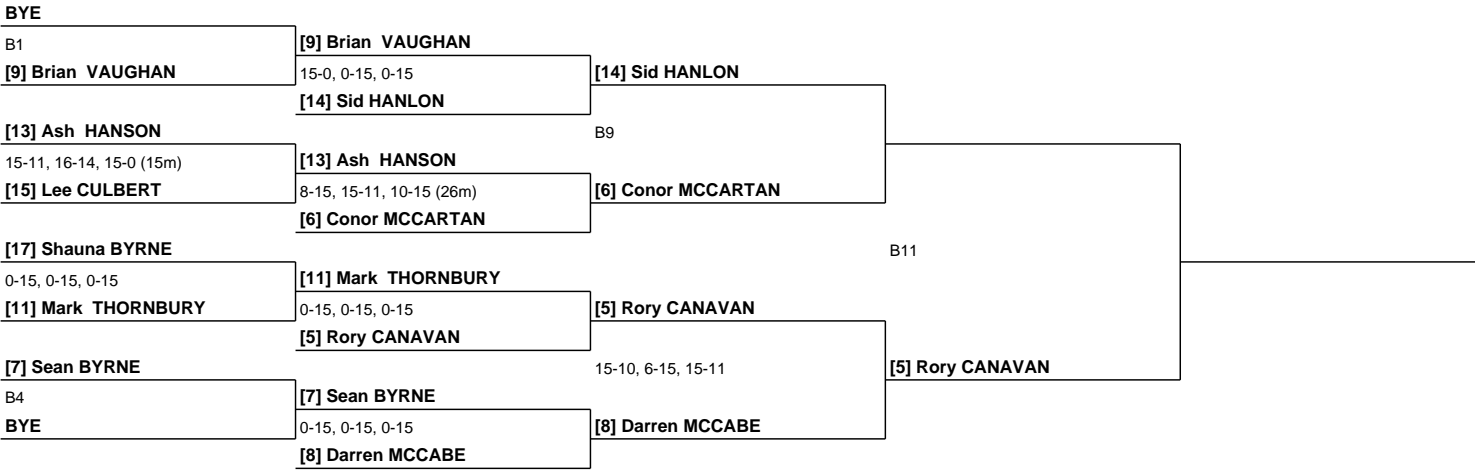 BYE
B1
[9] Brian VAUGHAN
[9] Brian VAUGHAN
15-0, 0-15, 0-15
[14] Sid HANLON
[14] Sid HANLON
[13] Ash HANSON
B9
15-11, 16-14, 15-0 (15m)
[13] Ash HANSON
[15] Lee CULBERT
8-15, 15-11, 10-15 (26m)
[6] Conor MCCARTAN
[6] Conor MCCARTAN
[17] Shauna BYRNE
B11
0-15, 0-15, 0-15
[11] Mark THORNBURY
[11] Mark THORNBURY
0-15, 0-15, 0-15
[5] Rory CANAVAN
[5] Rory CANAVAN
[7] Sean BYRNE
15-10, 6-15, 15-11
[5] Rory CANAVAN
B4
[7] Sean BYRNE
BYE
0-15, 0-15, 0-15
[8] Darren MCCABE
[8] Darren MCCABE